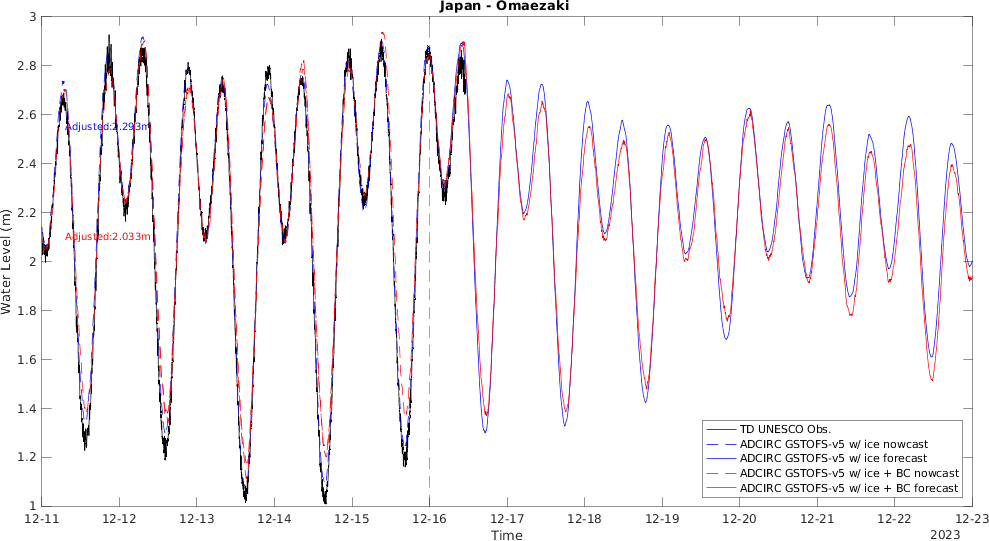 Japan - Omaezaki
3
2.8
2.6
2.4
2.2
2
1.8
1.6
1.4
1.2
1
Water Level (m)
Adjusted:2.293m
Adjusted:2.033m
TD UNESCO Obs.
ADCIRC GSTOFS-v5 w/ ice nowcast
ADCIRC GSTOFS-v5 w/ ice forecast
ADCIRC GSTOFS-v5 w/ ice + BC nowcast
ADCIRC GSTOFS-v5 w/ ice + BC forecast
12-11 12-12 12-13 12-14 12-15 12-16 12-17 12-18 12-19 12-20 12-21 12-22 12-23
Time
2023